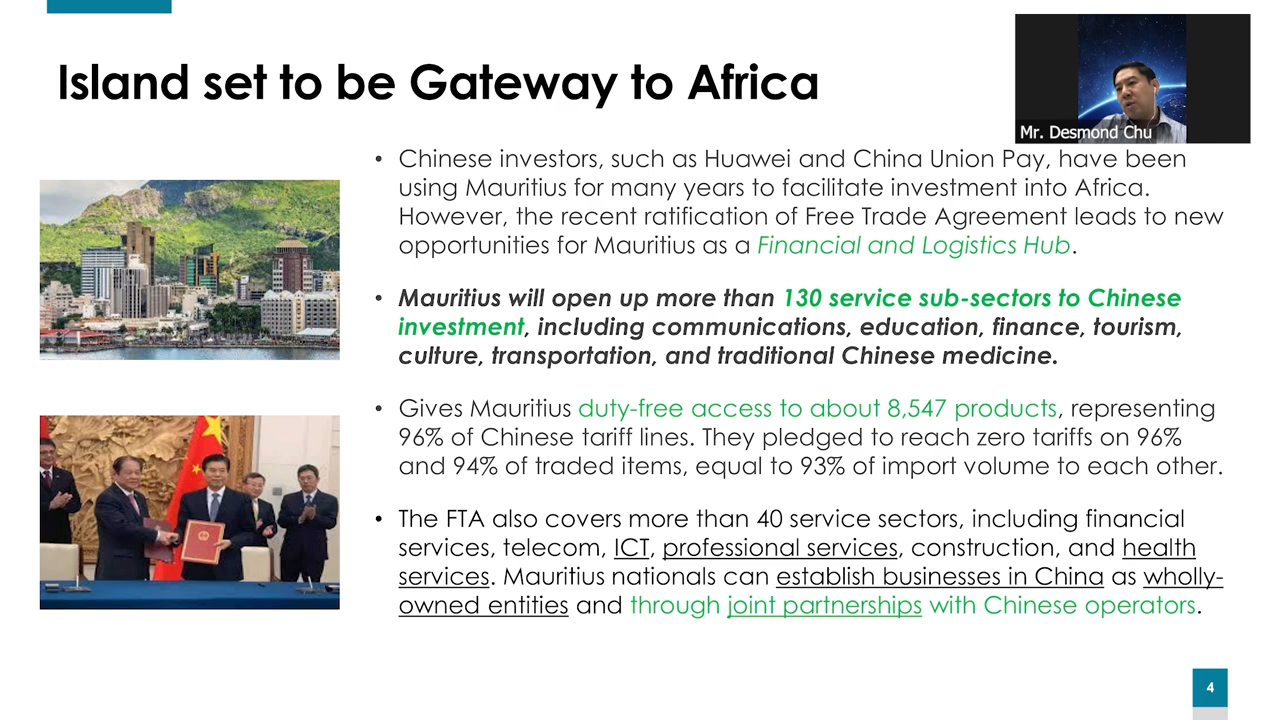 Island set to be Gateway to Africa
Mr. Desmond Chu
• Chinese investors, such as Huawei and China Union Pay, have been
using Mauritius for many years to facilitate investment into Africa.
However, the recent ratification of Free Trade Agreement leads to new
opportunities for Mauritius as a Financial and Logistics Hub.
• Mauritius will open up more than 130 service sub-sectors to Chinese
investment, including communications, education, finance, tourism,
culture, transportation, and traditional Chinese medicine.
• Gives Mauritius duty-free access to about 8,547 products, representing
96% of Chinese tariff lines. They pledged to reach zero tariffs on 96%
and 94% of traded items, equal to 93% of import volume to each other.
• The FTA also covers more than 40 service sectors, including financial
services, telecom, ICT, professional services, construction, and health
services. Mauritius nationals can establish businesses in China as wholly-
owned entities and through joint partnerships with Chinese operators.
4